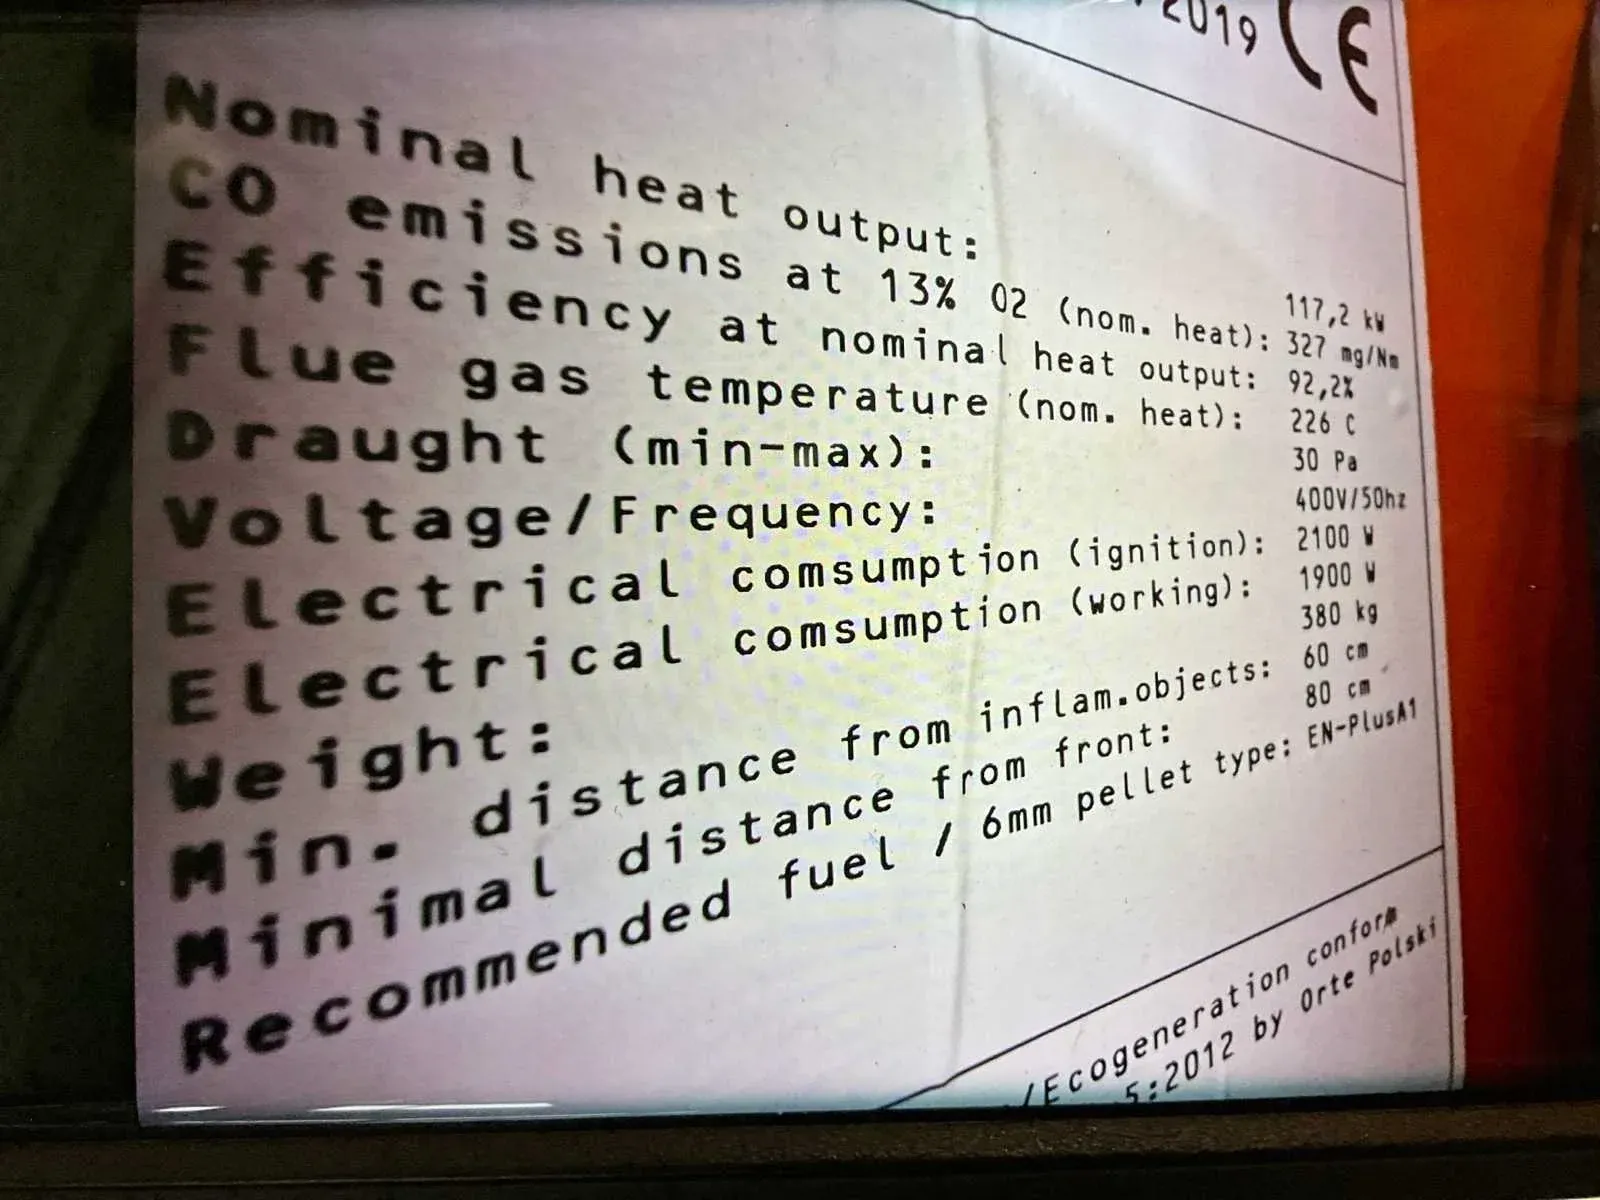 2019 CE
Nominal heat output: 117,2 kW
CO emissions at 13% O2 (nom. heat): 327 mg/Nm
Efficiency at nominal heat output: 92,2%
Flue gas temperature (nom. heat): 226 C
Draught (min-max): 30 Pa
Voltage/Frequency: 400V/50hz
Electrical comsumption (ignition): 2100 W
Electrical comsumption (working): 1900 W
Weight: 380 kg
Min. distance from inflam.objects: 60 cm
Minimal distance from front: 80 cm
Recommended fuel / 6mm pellet type: EN-PlusA1
/Ecogeneration conform
5:2012 by Orte Polski